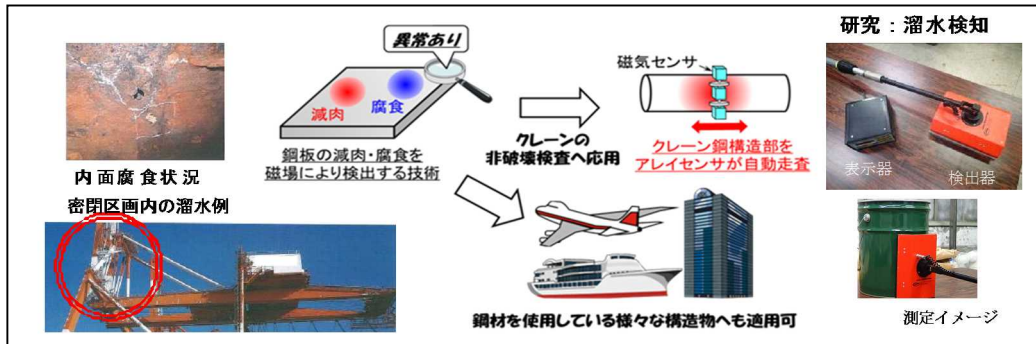 内面腐食状況
密閉区画内の溜水例
異常あり
減肉
腐食
鋼板の減肉・腐食を
磁場により検出する技術
クレーンの
非破壊検査へ応用
磁気センサ
クレーン鋼構造部を
アレイセンサが自動走査
鋼材を使用している様々な構造物へも適用可
研究：溜水検知
表示器
検出器
測定イメージ